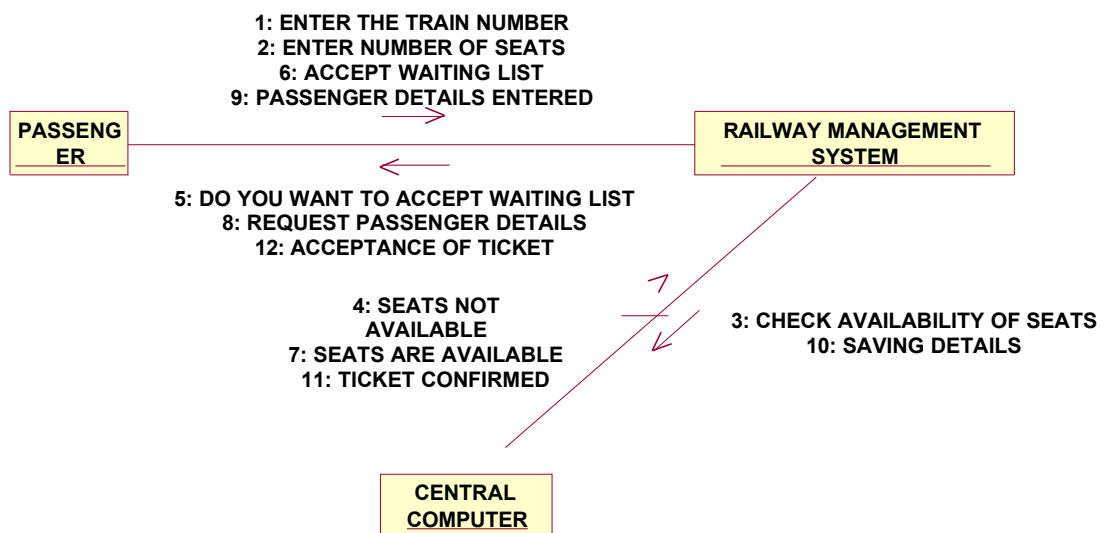 1: ENTER THE TRAIN NUMBER
2: ENTER NUMBER OF SEATS
6: ACCEPT WAITING LIST
9: PASSENGER DETAILS ENTERED
PASSENG
ER
RAILWAY MANAGEMENT
SYSTEM
5: DO YOU WANT TO ACCEPT WAITING LIST
8: REQUEST PASSENGER DETAILS
12: ACCEPTANCE OF TICKET
4: SEATS NOT
AVAILABLE
7: SEATS ARE AVAILABLE
11: TICKET CONFIRMED
3: CHECK AVAILABILITY OF SEATS
10: SAVING DETAILS
CENTRAL
COMPUTER